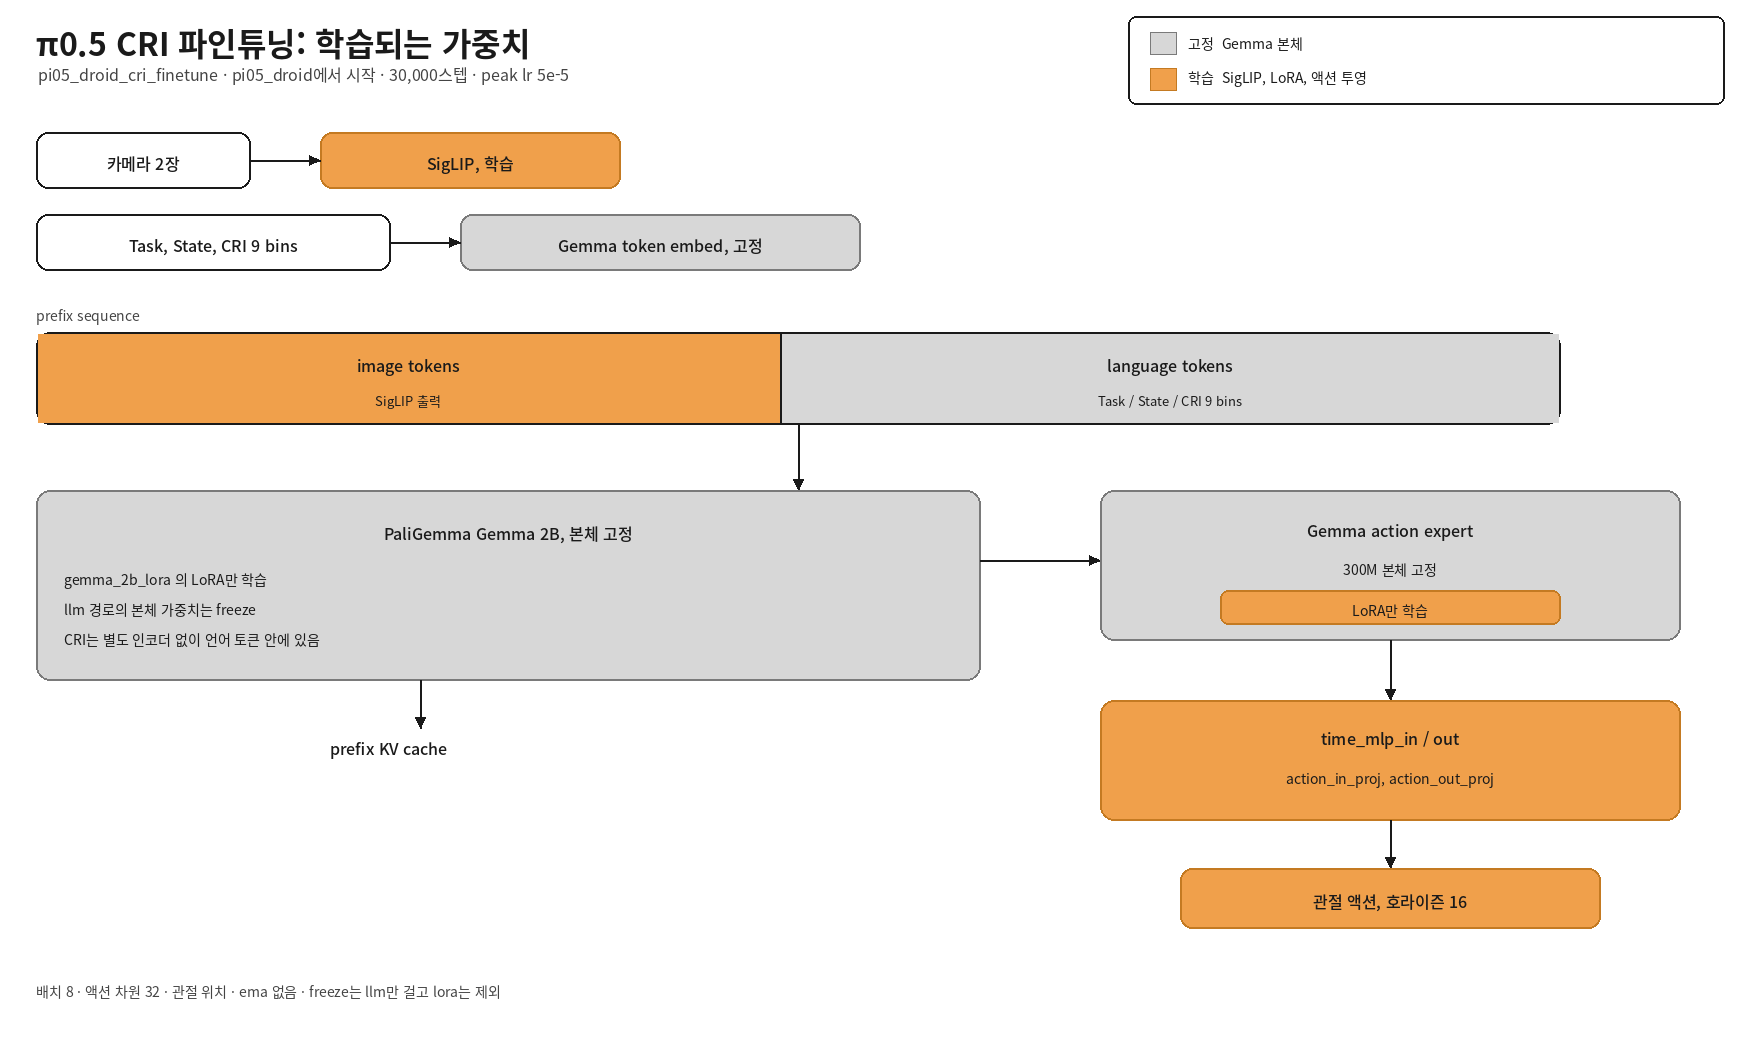 π0.5 CRI 파인튜닝: 학습되는 가중치
pi05_droid_cri_finetune · pi05_droid에서 시작 · 30,000스텝 · peak lr 5e-5
고정 Gemma 본체
학습 SigLIP, LoRA, 액션 투영
카메라 2장
SigLIP, 학습
Task, State, CRI 9 bins
Gemma token embed, 고정
prefix sequence
image tokens
SigLIP 출력
language tokens
Task / State / CRI 9 bins
PaliGemma Gemma 2B, 본체 고정
gemma_2b_lora 의 LoRA만 학습
llm 경로의 본체 가중치는 freeze
CRI는 별도 인코더 없이 언어 토큰 안에 있음
prefix KV cache
Gemma action expert
300M 본체 고정
LoRA만 학습
time_mlp_in / out
action_in_proj, action_out_proj
관절 액션, 호라이즌 16
배치 8 · 액션 차원 32 · 관절 위치 · ema 없음 · freeze는 llm만 걸고 lora는 제외